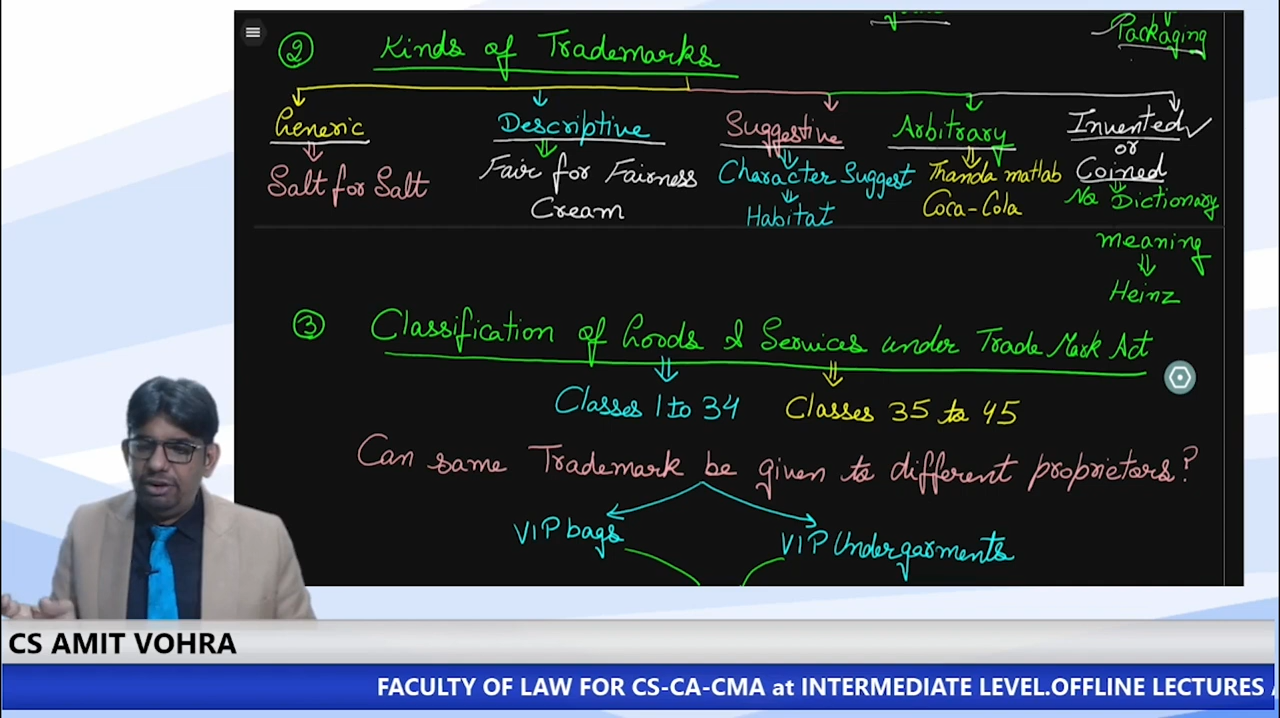 Packaging
② Kinds of Trademarks
Generic Descriptive Suggestive Arbitrary Invented
or
Coined
Salt for Salt Fair for Fairness Character Suggest Thanda matlab No Dictionary
Cream Habitat Coca-Cola
meaning
Heinz
③ Classification of Goods & Services under Trade Mark Act
Classes 1 to 34 Classes 35 to 45
Can same Trademark be given to different proprietors?
VIP bags VIP Undergarments
CS AMIT VOHRA
FACULTY OF LAW FOR CS-CA-CMA at INTERMEDIATE LEVEL.OFFLINE LECTURES